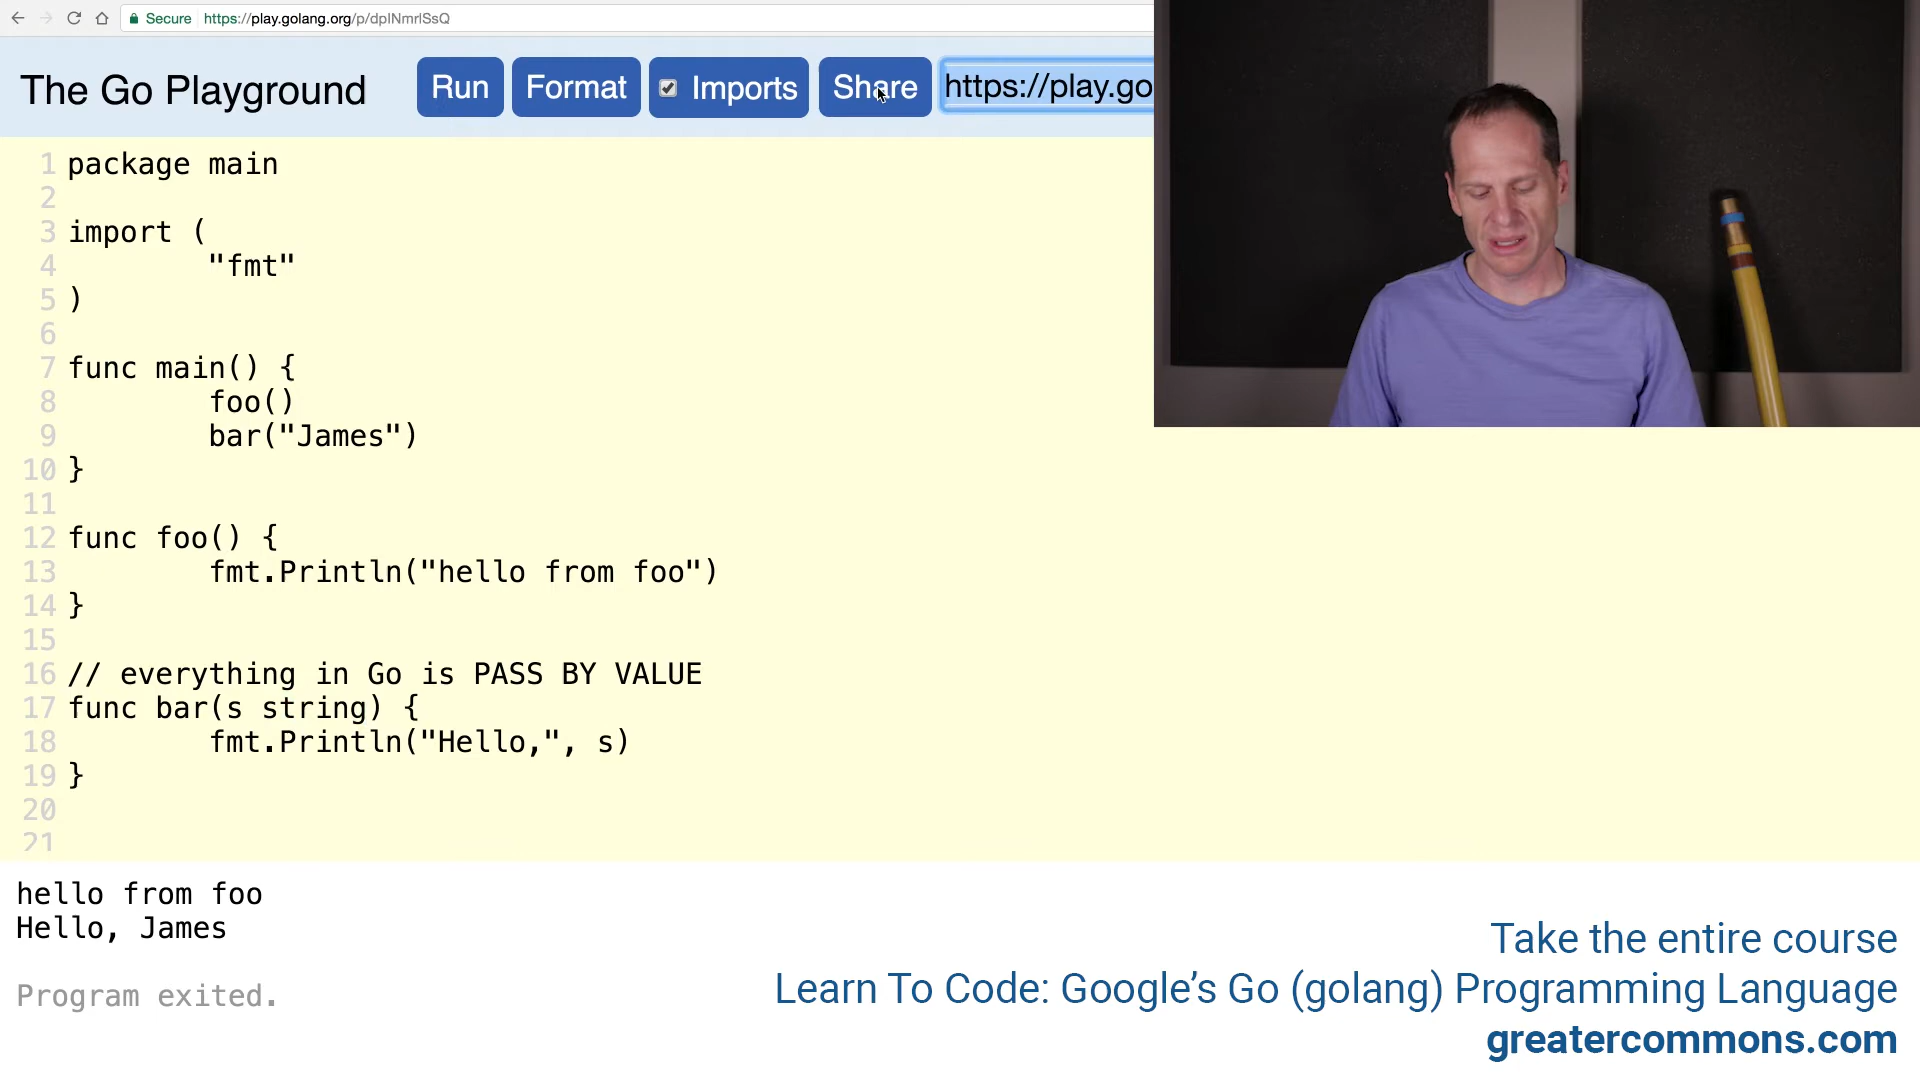 Secure https://play.golang.org/p/dpINmrlSsQ
The Go Playground Run Format Imports Share https://play.go
1 package main
2
3 import (
4 "fmt"
5 )
6
7 func main() {
8 foo()
9 bar("James")
10 }
11
12 func foo() {
13 fmt.Println("hello from foo")
14 }
15
16 // everything in Go is PASS BY VALUE
17 func bar(s string) {
18 fmt.Println("Hello,", s)
19 }
20
21
hello from foo
Hello, James
Program exited.
Take the entire course
Learn To Code: Google’s Go (golang) Programming Language
greatercommons.com